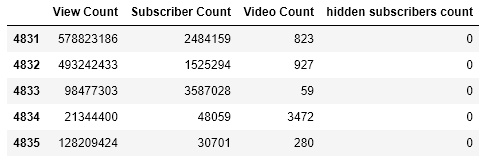 View Count Subscriber Count Video Count hidden subscribers count
4831 578823186 2484159 823 0
4832 493242433 1525294 927 0
4833 98477303 3587028 59 0
4834 21344400 48059 3472 0
4835 128209424 30701 280 0